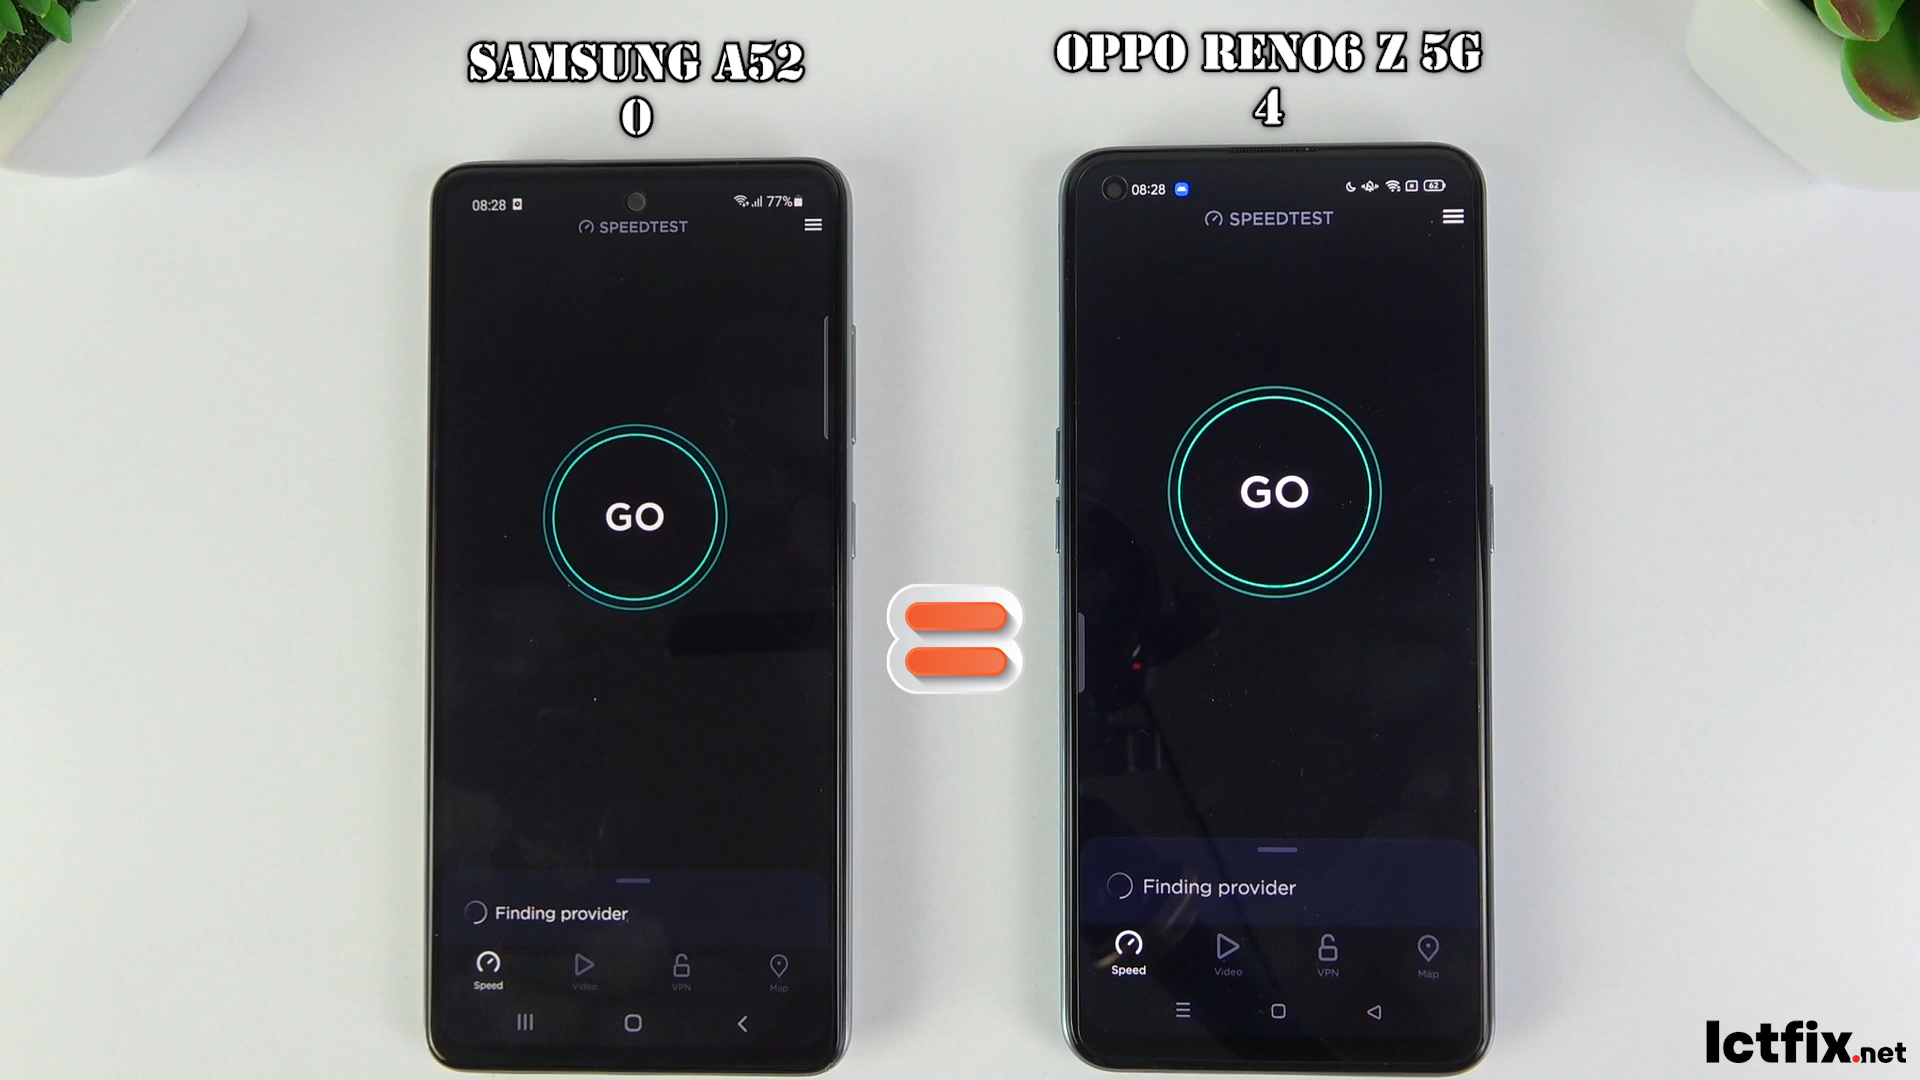 SAMSUNG A52
0
OPPO RENO6 Z 5G
4
08:28
77%
SPEEDTEST
GO
Finding provider
Speed
Video
VPN
Map
08:28
62
SPEEDTEST
GO
Finding provider
Speed
Video
VPN
Map
Ictfix.net